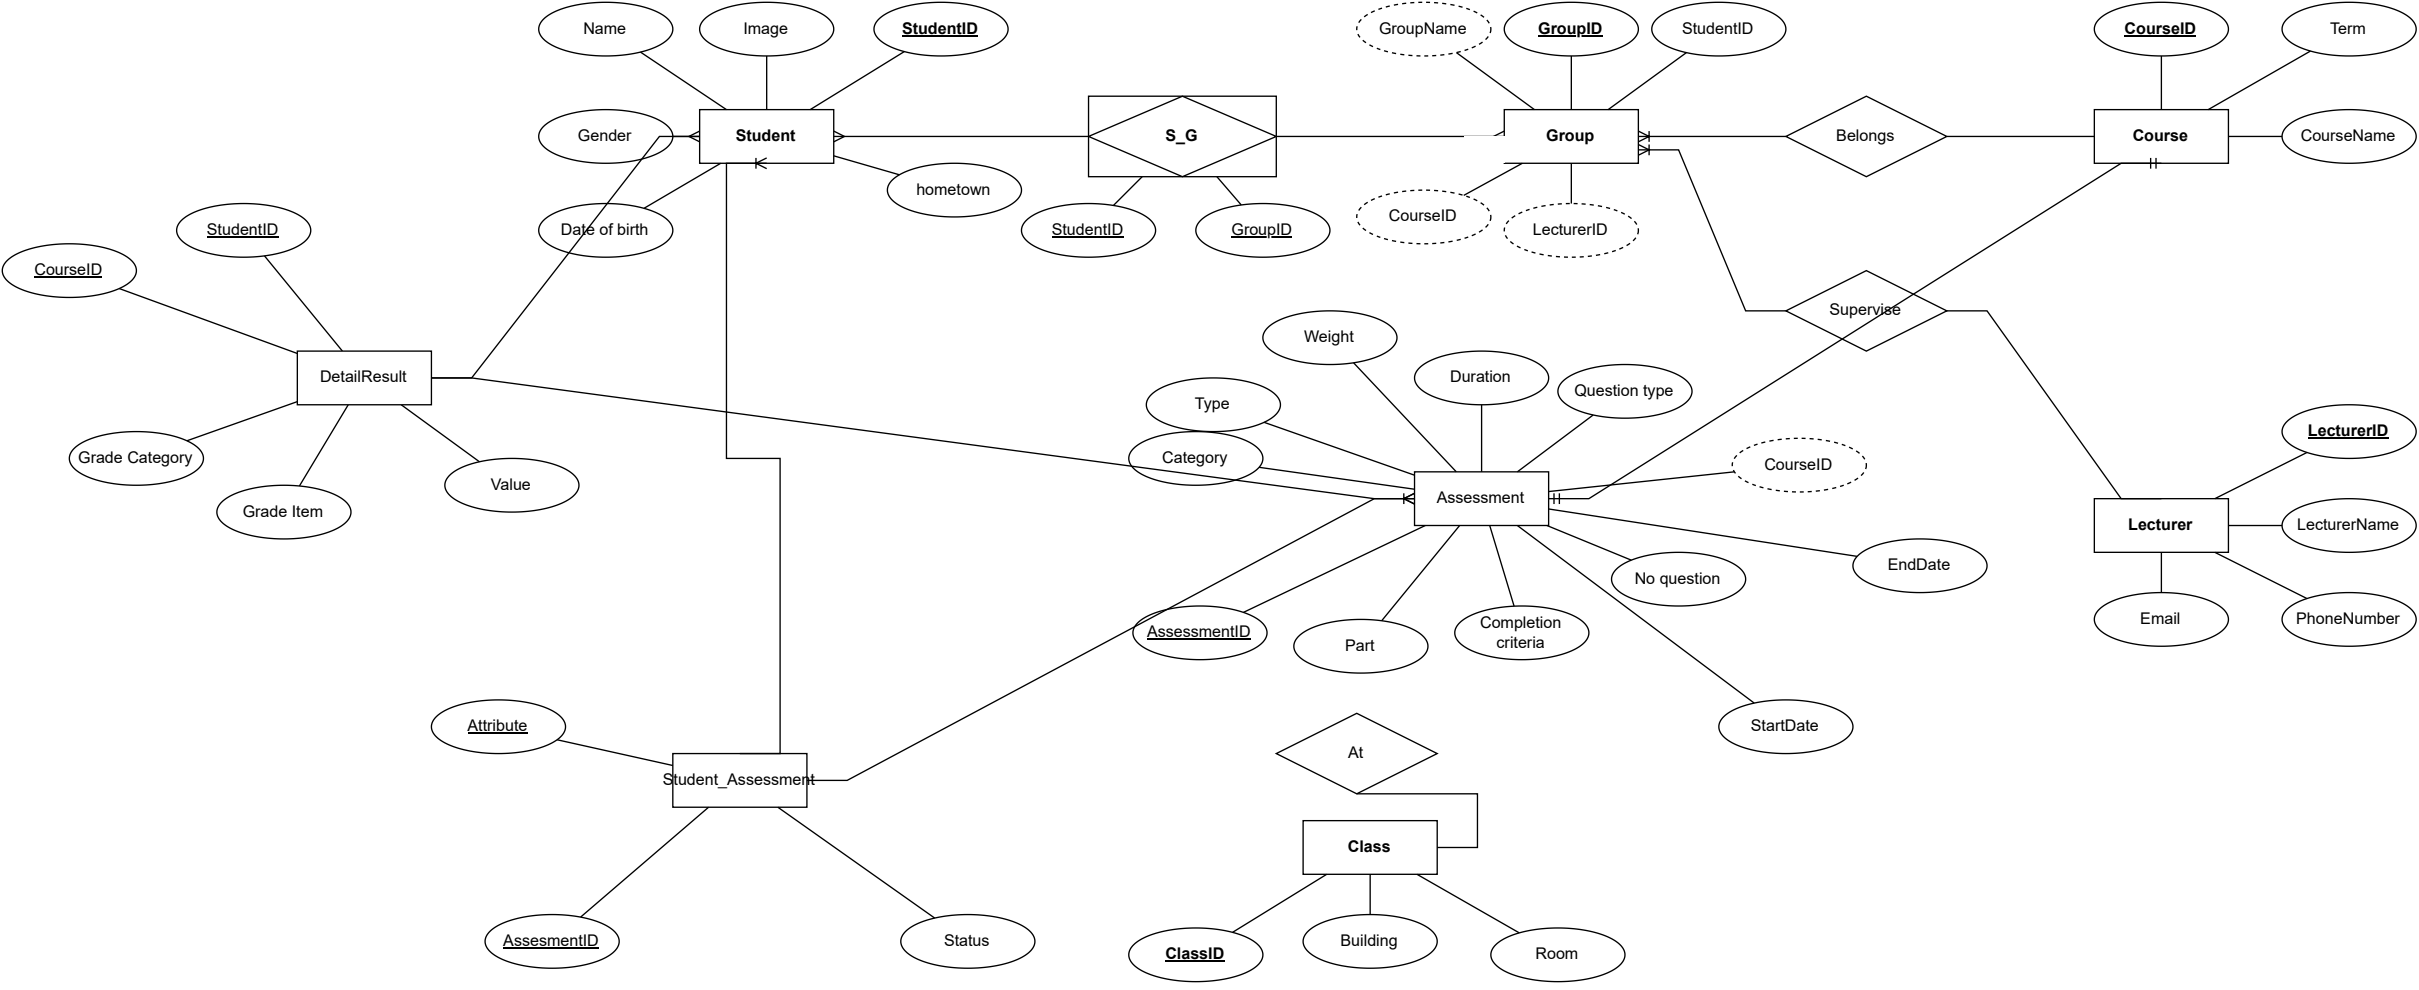 Name
Image
StudentID
GroupName
GroupID
StudentID
CourseID
Term
Gender
Student
S_G
Group
Belongs
Course
CourseName
hometown
Date of birth
StudentID
GroupID
CourseID
LecturerID
StudentID
CourseID
Supervise
Weight
DetailResult
Duration
Question type
Type
Category
CourseID
LecturerID
Grade Category
Value
Grade Item
Assessment
Lecturer
LecturerName
EndDate
No question
AssessmentID
Part
Completion
criteria
Email
PhoneNumber
Attribute
StartDate
At
Student_Assessment
Class
AssesmentID
Status
ClassID
Building
Room